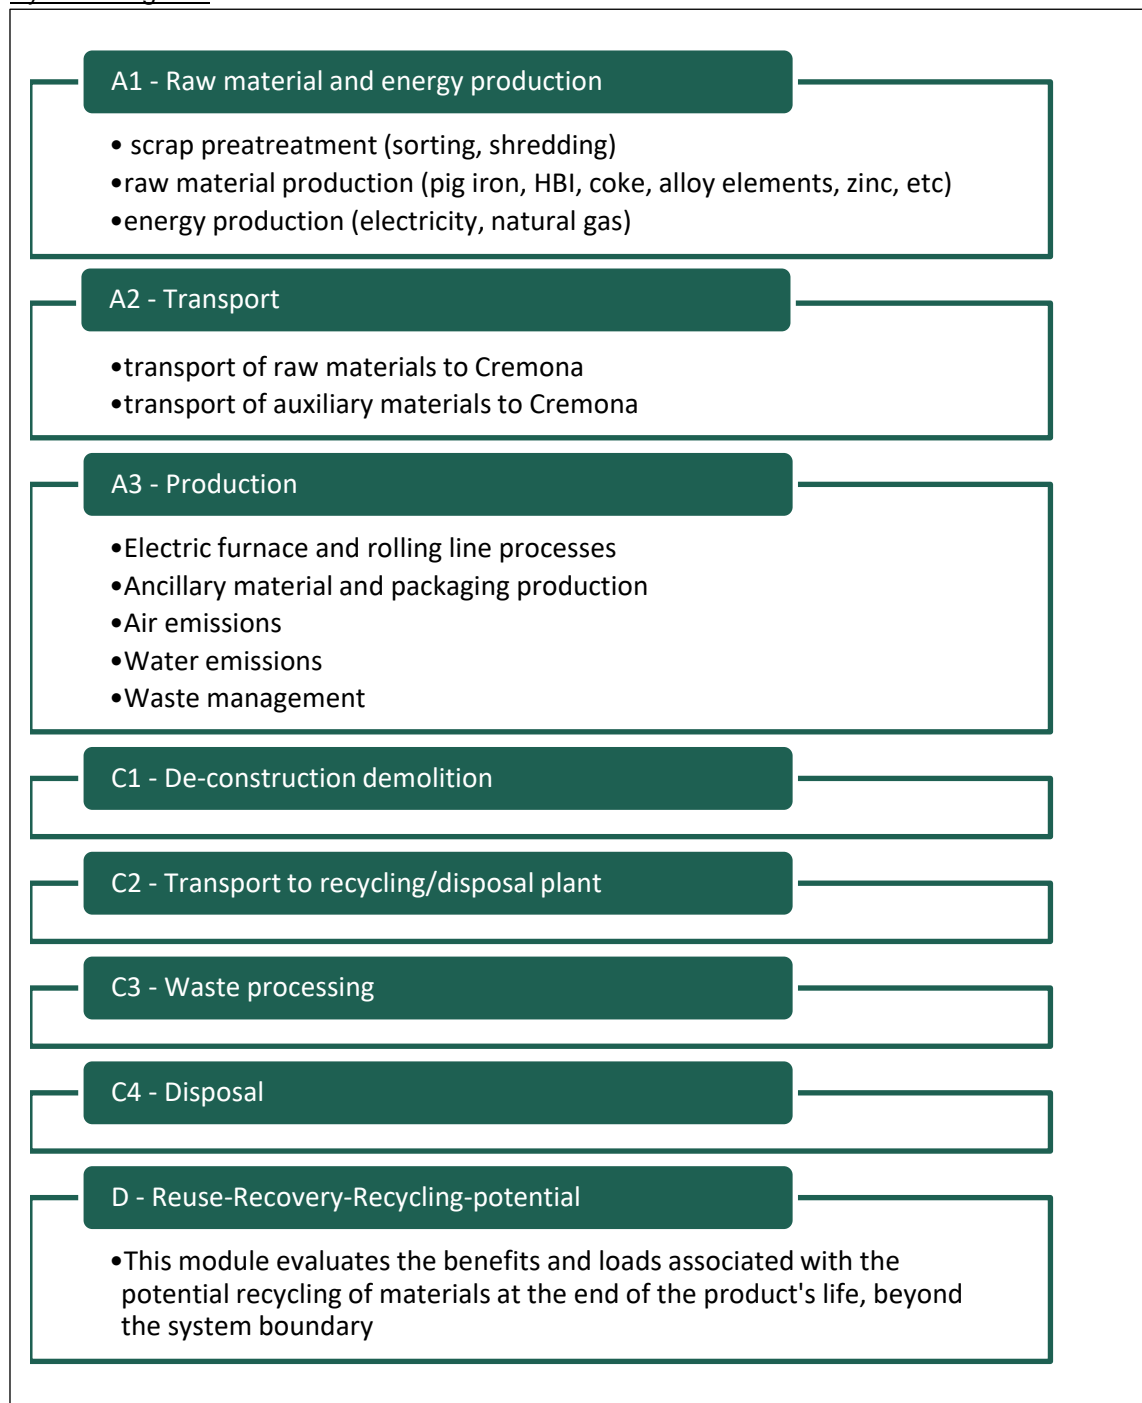 A1 - Raw material and energy production
• scrap preatreatment (sorting, shredding)
•raw material production (pig iron, HBI, coke, alloy elements, zinc, etc)
•energy production (electricity, natural gas)
A2 - Transport
•transport of raw materials to Cremona
•transport of auxiliary materials to Cremona
A3 - Production
•Electric furnace and rolling line processes
•Ancillary material and packaging production
•Air emissions
•Water emissions
•Waste management
C1 - De-construction demolition
C2 - Transport to recycling/disposal plant
C3 - Waste processing
C4 - Disposal
D - Reuse-Recovery-Recycling-potential
•This module evaluates the benefits and loads associated with the
potential recycling of materials at the end of the product's life, beyond
the system boundary